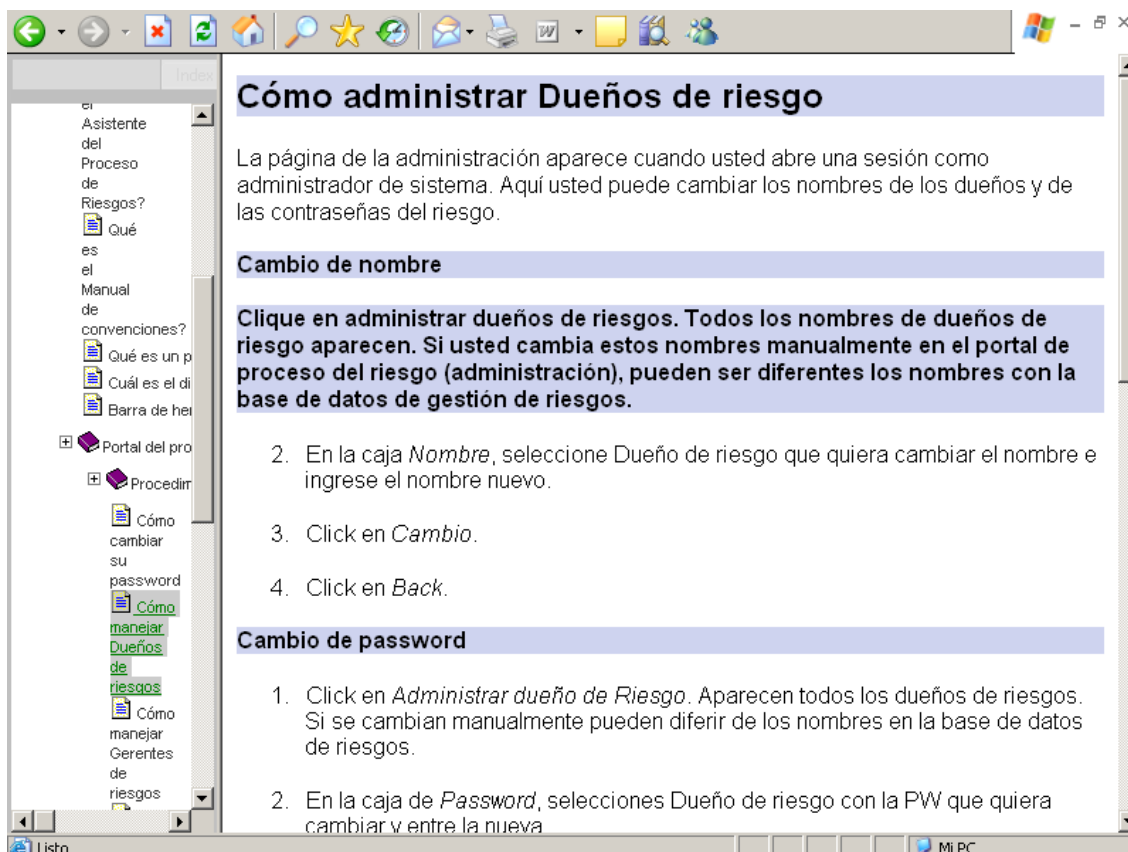 Index
Asistente
del
Proceso
de
Riesgos?
Qué
es
el
Manual
de
convenciones?
Qué es un p
Cuál es el di
Barra de her
Portal del pro
Procedim
Cómo
cambiar
su
password
Cómo
manejar
Dueños
de
riesgos
Cómo
manejar
Gerentes
de
riesgos
Cómo administrar Dueños de riesgo
La página de la administración aparece cuando usted abre una sesión como
administrador de sistema. Aquí usted puede cambiar los nombres de los dueños y de
las contraseñas del riesgo.
Cambio de nombre
Clique en administrar dueños de riesgos. Todos los nombres de dueños de
riesgo aparecen. Si usted cambia estos nombres manualmente en el portal de
proceso del riesgo (administración), pueden ser diferentes los nombres con la
base de datos de gestión de riesgos.
2. En la caja Nombre, seleccione Dueño de riesgo que quiera cambiar el nombre e
ingrese el nombre nuevo.
3. Click en Cambio.
4. Click en Back.
Cambio de password
1. Click en Administrar dueño de Riesgo. Aparecen todos los dueños de riesgos.
Si se cambian manualmente pueden diferir de los nombres en la base de datos
de riesgos.
2. En la caja de Password, selecciones Dueño de riesgo con la PW que quiera
cambiar y entre la nueva
Listo
Mi PC